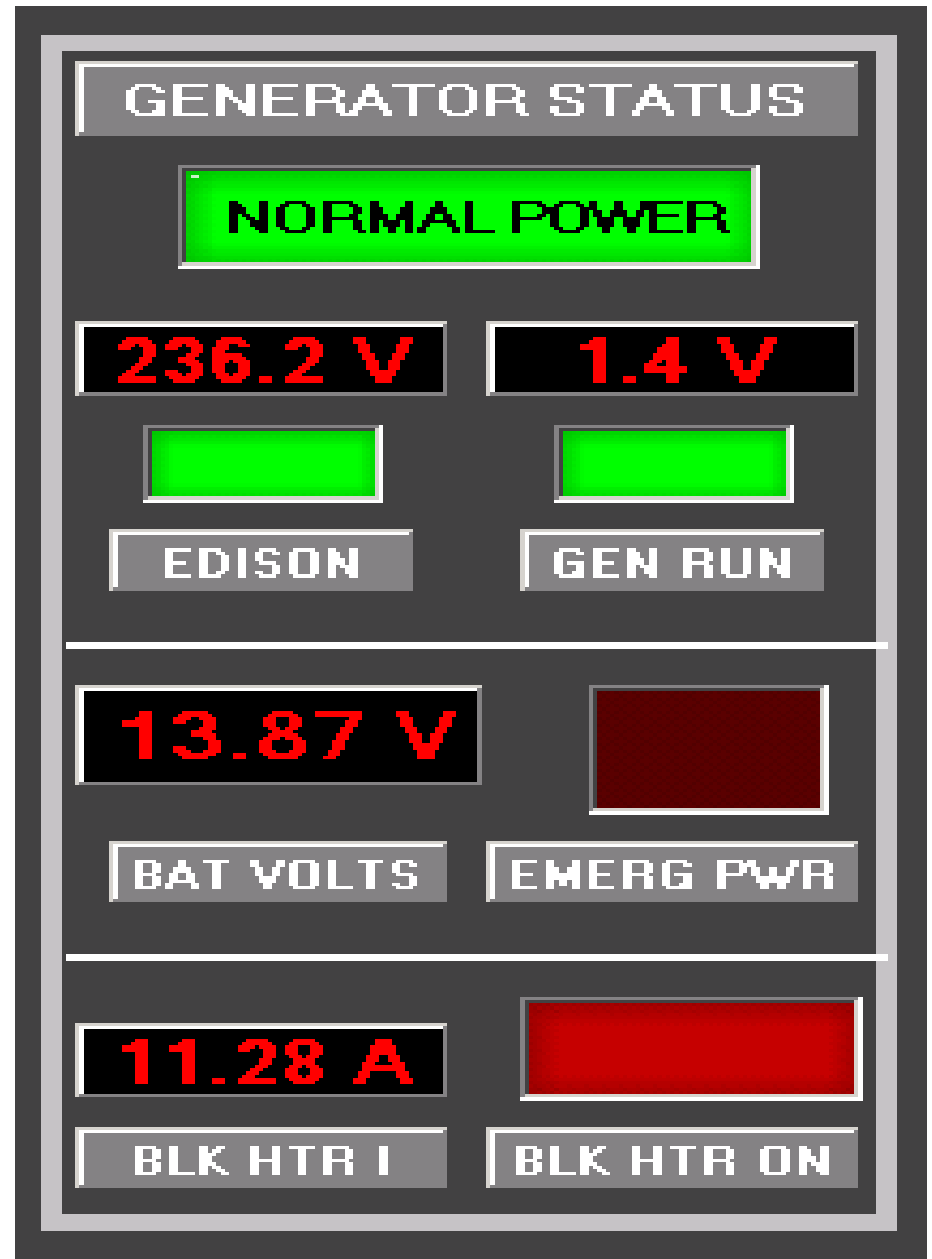 GENERATOR STATUS
NORMAL POWER
236.2 V 1.4 V
EDISON GEN RUN
13.87 V
BAT VOLTS EMERG PWR
11.28 A
BLK HTR I BLK HTR ON